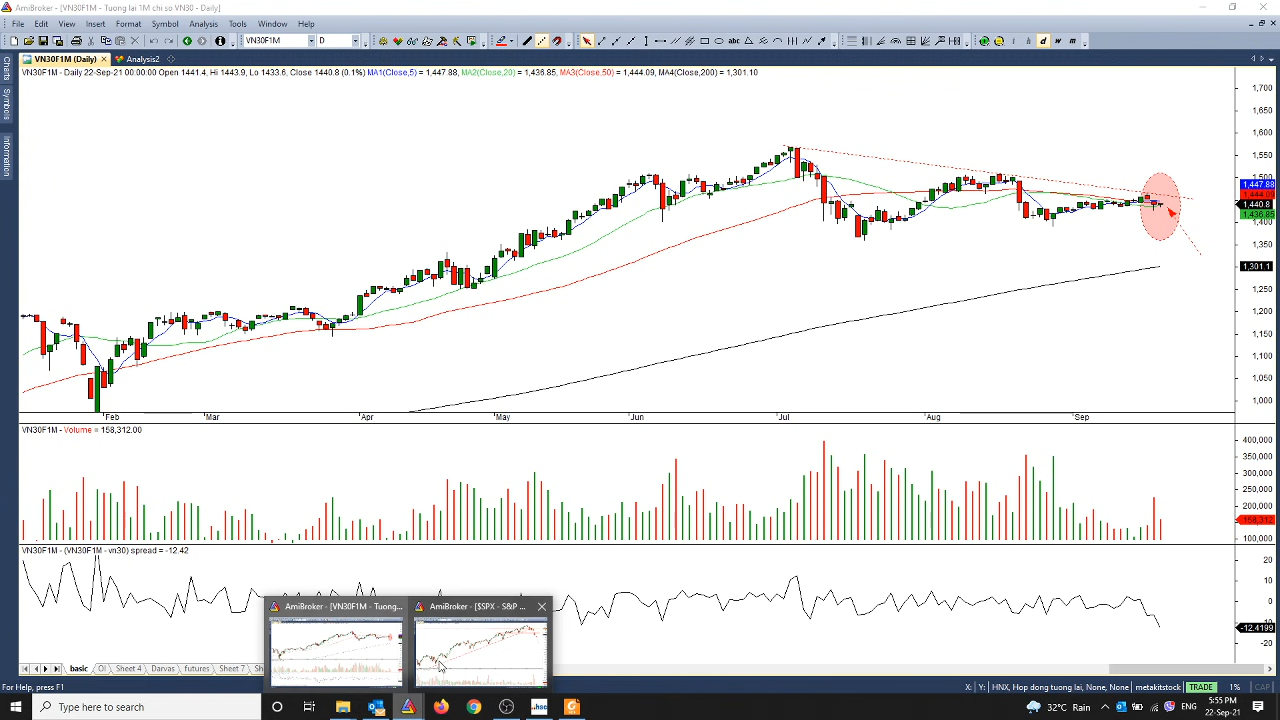 AmiBroker - [VN30F1M - Tuong lai 1M chi so VN30 - Daily]
File Edit View Insert Format Symbol Analysis Tools Window Help
VN30F1M D
VN30F1M (Daily) Analysis2
VN30F1M - Daily 22-Sep-21 00:00:00 Open 1441.4, Hi 1443.9, Lo 1433.6, Close 1440.8 (0.1%) MA1(Close,5) = 1,447.88, MA2(Close,20) = 1,436.85, MA3(Close,50) = 1,444.09, MA4(Close,200) = 1,301.10
Charts
Symbols
Information
1,700
1,650
1,600
1,550
1,500
1,447.88
1,444.09
1,440.8
1,436.85
1,400
1,350
1,301.1
1,250
1,200
1,150
1,100
1,050
1,000
Feb Mar Apr May Jun Jul Aug Sep
VN30F1M - Volume = 158,312.00
400,000
350,000
300,000
250,000
200,000
158,312
100,000
VN30F1M - (VN30F1M - vn30) spread = -12.42
20
10
0
-12.4199
-20
AmiBroker - [VN30F1M - Tuong... AmiBroker - [$SPX - S&P ...
basic OI Sheet 4 Darvas futures Sheet 7
For Help, press F1 X: Y: HNX, Hop dong tuong lai, None, None metakitstock TRADE 1% CAP
Type here to search hsc 32°C Rain 5:55 PM
22-Sep-21